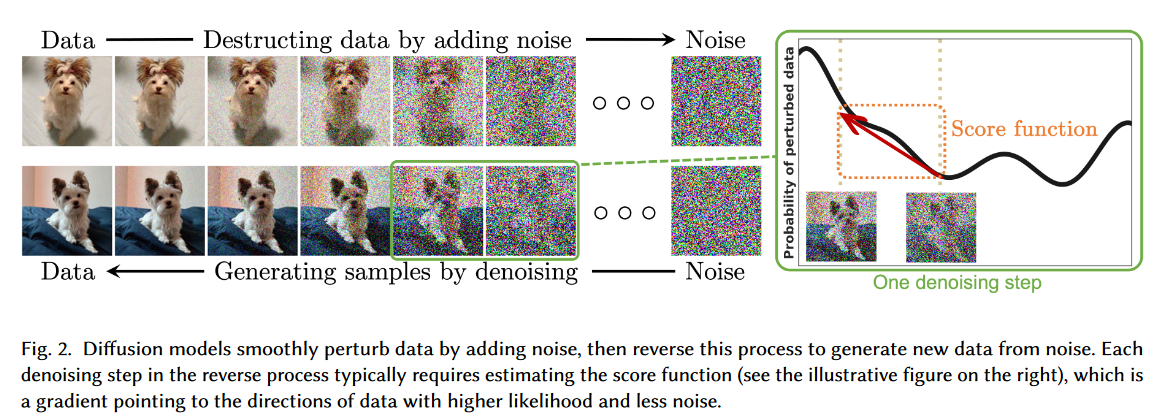 Data Destructing data by adding noise Noise
Data Generating samples by denoising Noise
Probability of perturbed data
Score function
One denoising step
Fig. 2. Diffusion models smoothly perturb data by adding noise, then reverse this process to generate new data from noise. Each
denoising step in the reverse process typically requires estimating the score function (see the illustrative figure on the right), which is
a gradient pointing to the directions of data with higher likelihood and less noise.